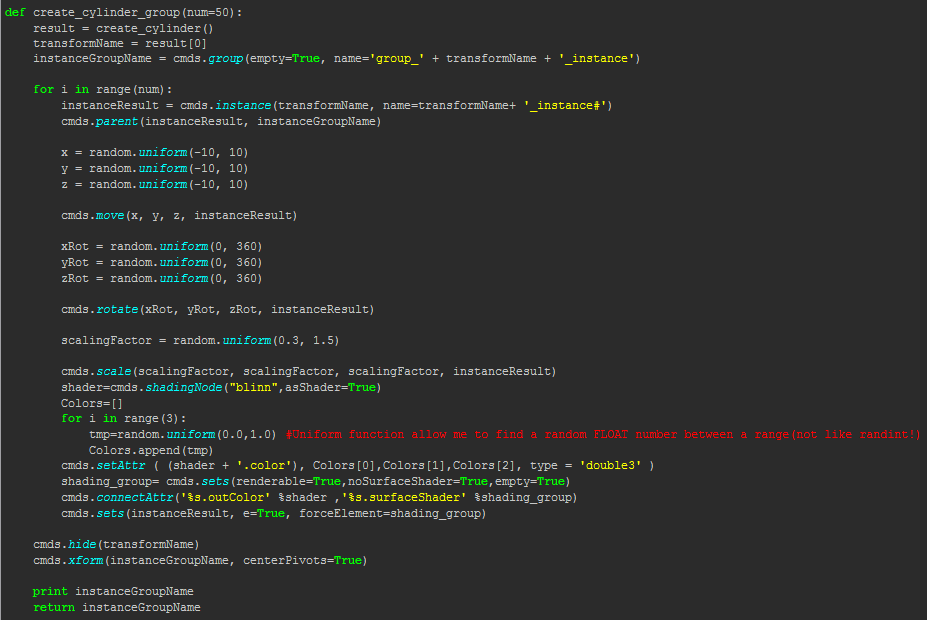 def create_cylinder_group(num=50):
    result = create_cylinder()
    transformName = result[0]
    instanceGroupName = cmds.group(empty=True, name='group_' + transformName + '_instance')

    for i in range(num):
        instanceResult = cmds.instance(transformName, name=transformName+ '_instance#')
        cmds.parent(instanceResult, instanceGroupName)

        x = random.uniform(-10, 10)
        y = random.uniform(-10, 10)
        z = random.uniform(-10, 10)

        cmds.move(x, y, z, instanceResult)

        xRot = random.uniform(0, 360)
        yRot = random.uniform(0, 360)
        zRot = random.uniform(0, 360)

        cmds.rotate(xRot, yRot, zRot, instanceResult)

        scalingFactor = random.uniform(0.3, 1.5)

        cmds.scale(scalingFactor, scalingFactor, scalingFactor, instanceResult)
        shader=cmds.shadingNode("blinn",asShader=True)
        Colors=[]
        for i in range(3):
            tmp=random.uniform(0.0,1.0) #Uniform function allow me to find a random FLOAT number between a range(not like randint!)
            Colors.append(tmp)
        cmds.setAttr ( (shader + '.color'), Colors[0],Colors[1],Colors[2], type = 'double3' )
        shading_group= cmds.sets(renderable=True,noSurfaceShader=True,empty=True)
        cmds.connectAttr('%s.outColor' %shader ,'%s.surfaceShader' %shading_group)
        cmds.sets(instanceResult, e=True, forceElement=shading_group)

    cmds.hide(transformName)
    cmds.xform(instanceGroupName, centerPivots=True)

    print instanceGroupName
    return instanceGroupName